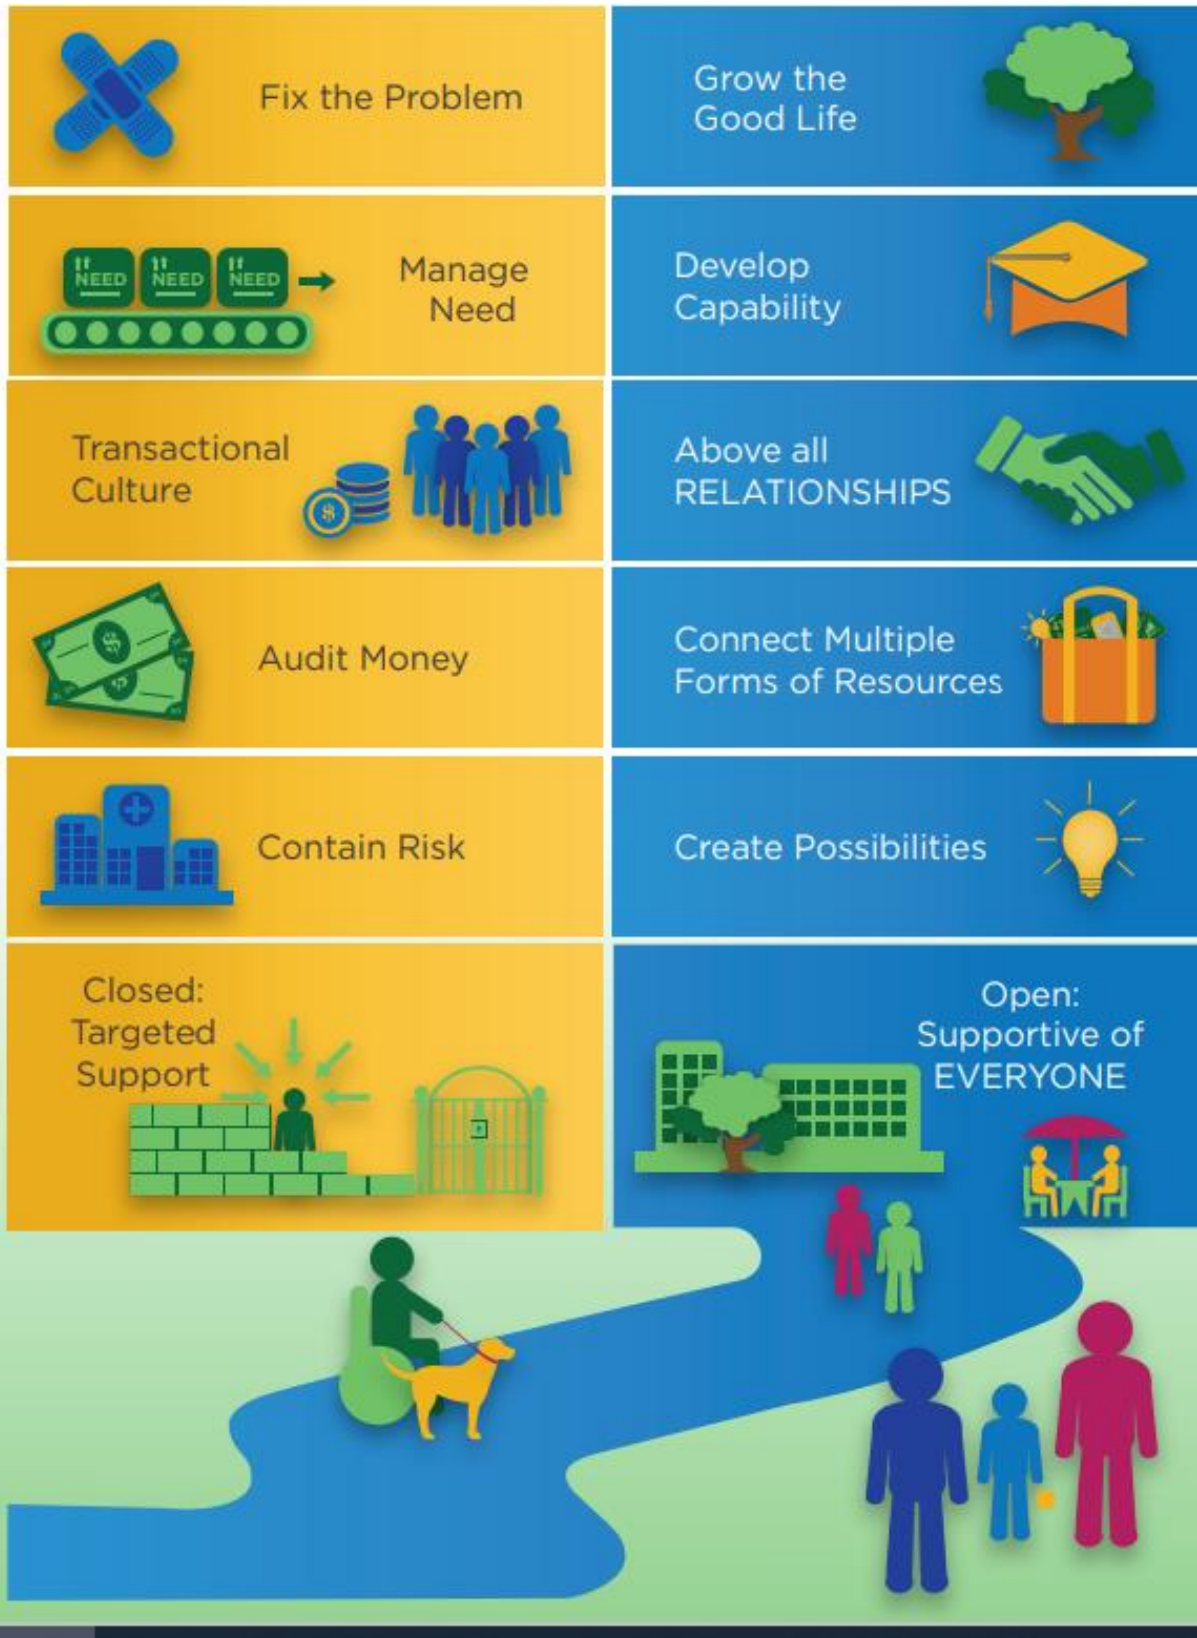 Fix the Problem
Grow the
Good Life
NEED
NEED
NEED
Manage
Need
Develop
Capability
Transactional
Culture
$
Above all
RELATIONSHIPS
$
$
Audit Money
Connect Multiple
Forms of Resources
Contain Risk
Create Possibilities
Closed:
Targeted
Support
Open:
Supportive of
EVERYONE